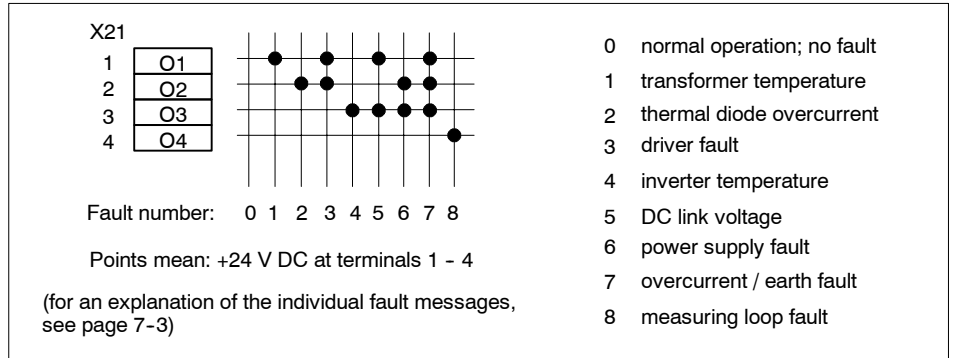 X21
1 O1
2 O2
3 O3
4 O4
Fault number: 0 1 2 3 4 5 6 7 8
Points mean: +24 V DC at terminals 1 - 4
(for an explanation of the individual fault messages,
see page 7-3)
0 normal operation; no fault
1 transformer temperature
2 thermal diode overcurrent
3 driver fault
4 inverter temperature
5 DC link voltage
6 power supply fault
7 overcurrent / earth fault
8 measuring loop fault